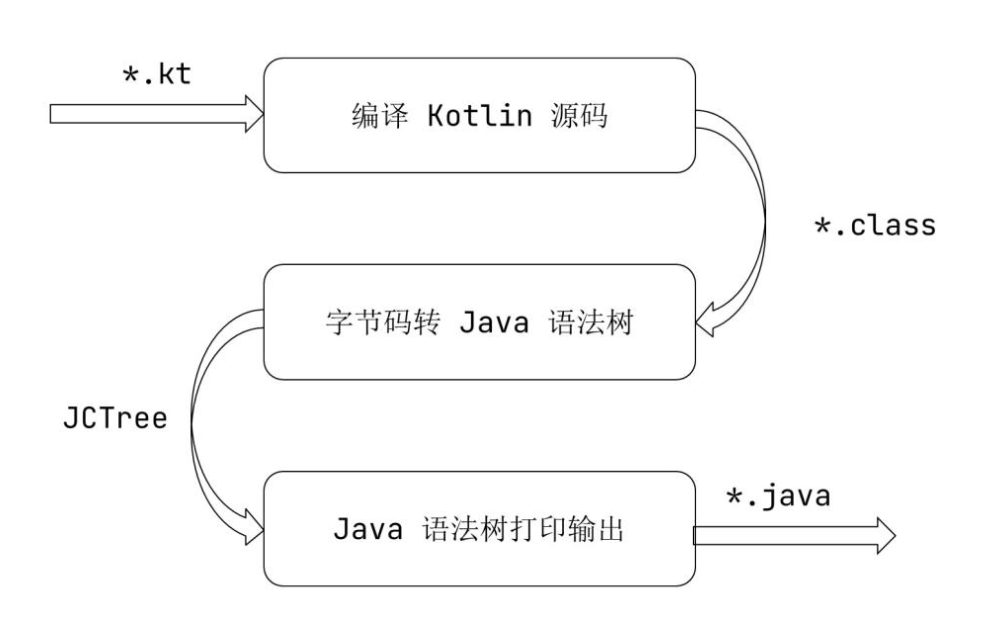 *.kt
编译 Kotlin 源码
*.class
字节码转 Java 语法树
JCTree
Java 语法树打印输出
*.java